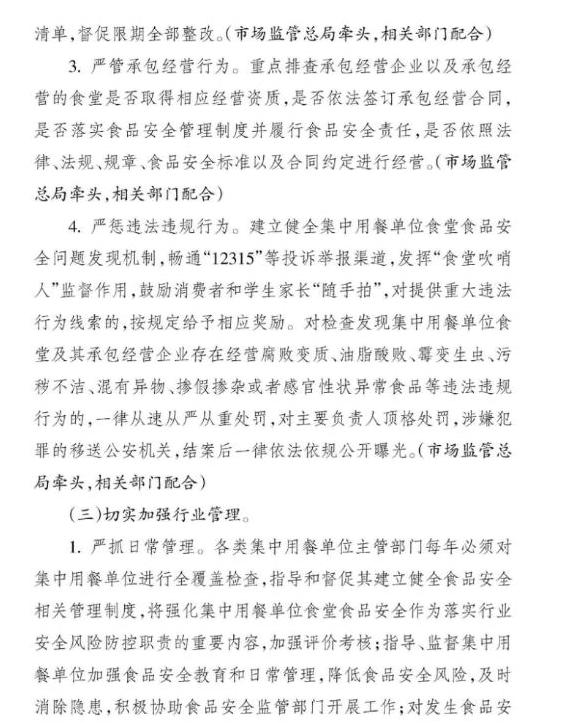 清单,督促限期全部整改。(市场监管总局牵头,相关部门配合)
3. 严管承包经营行为。重点排查承包经营企业以及承包经
营的食堂是否取得相应经营资质,是否依法签订承包经营合同,
是否落实食品安全管理制度并履行食品安全责任,是否依照法
律、法规、规章、食品安全标准以及合同约定进行经营。(市场监管
总局牵头,相关部门配合)
4. 严惩违法违规行为。建立健全集中用餐单位食堂食品安
全问题发现机制,畅通“12315”等投诉举报渠道,发挥“食堂吹哨
人”监督作用,鼓励消费者和学生家长“随手拍”,对提供重大违法
行为线索的,按规定给予相应奖励。对检查发现集中用餐单位食
堂及其承包经营企业存在经营腐败变质、油脂酸败、霉变生虫、污
秽不洁、混有异物、掺假掺杂或者感官性状异常食品等违法违规
行为的,一律从速从严从重处罚,对主要负责人顶格处罚,涉嫌犯
罪的移送公安机关,结案后一律依法依规公开曝光。(市场监管总
局牵头,相关部门配合)
(三)切实加强行业管理。
1. 严抓日常管理。各类集中用餐单位主管部门每年必须对
集中用餐单位进行全覆盖检查,指导和督促其建立健全食品安全
相关管理制度,将强化集中用餐单位食堂食品安全作为落实行业
安全风险防控职责的重要内容,加强评价考核;指导、监督集中用
餐单位加强食品安全教育和日常管理,降低食品安全风险,及时
消除隐患,积极协助食品安全监管部门开展工作;对发生食品安